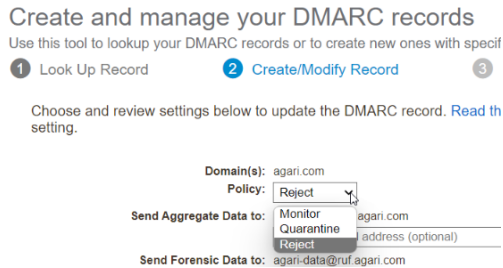 Create and manage your DMARC records
Use this tool to lookup your DMARC records or to create new ones with specif
1 Look Up Record 2 Create/Modify Record 3
Choose and review settings below to update the DMARC record. Read th
setting.
Domain(s): agari.com
Policy: Reject
Monitor
Quarantine
Reject
Send Aggregate Data to: agari.com
address (optional)
Send Forensic Data to: agari-data@ruf.agari.com